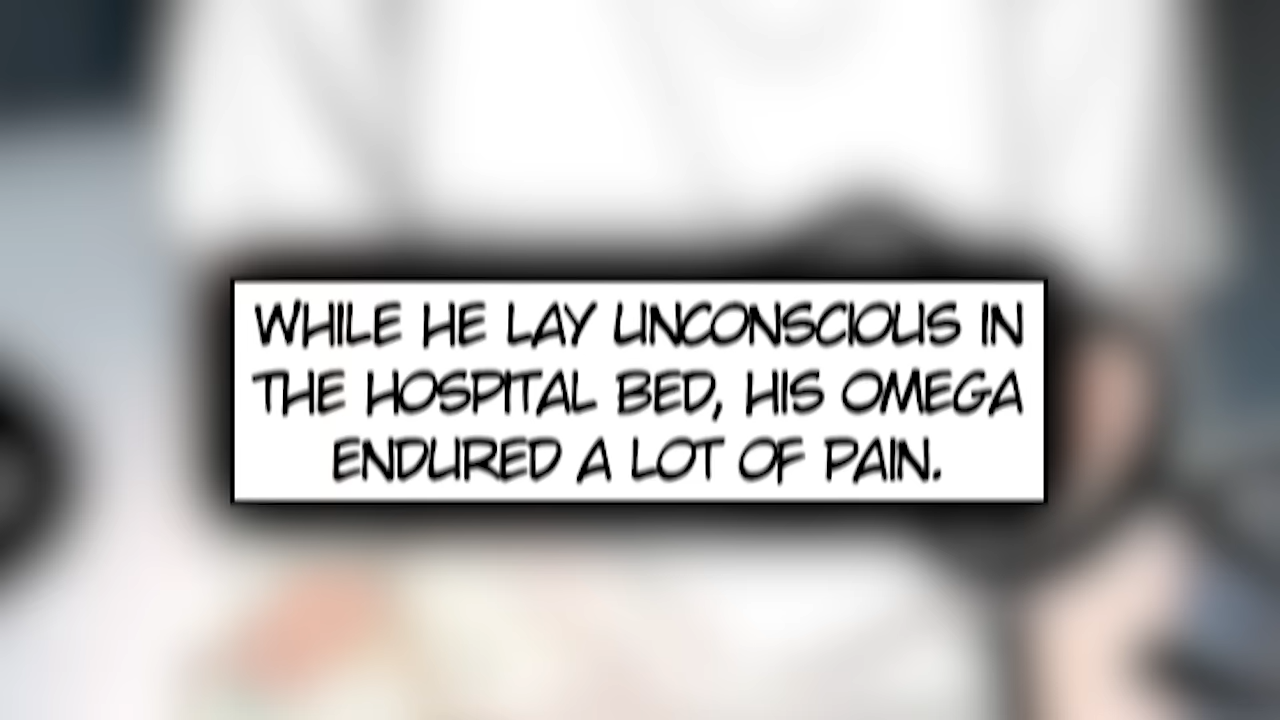 WHILE HE LAY UNCONSCIOUS IN
THE HOSPITAL BED, HIS OMEGA
ENDURED A LOT OF PAIN.